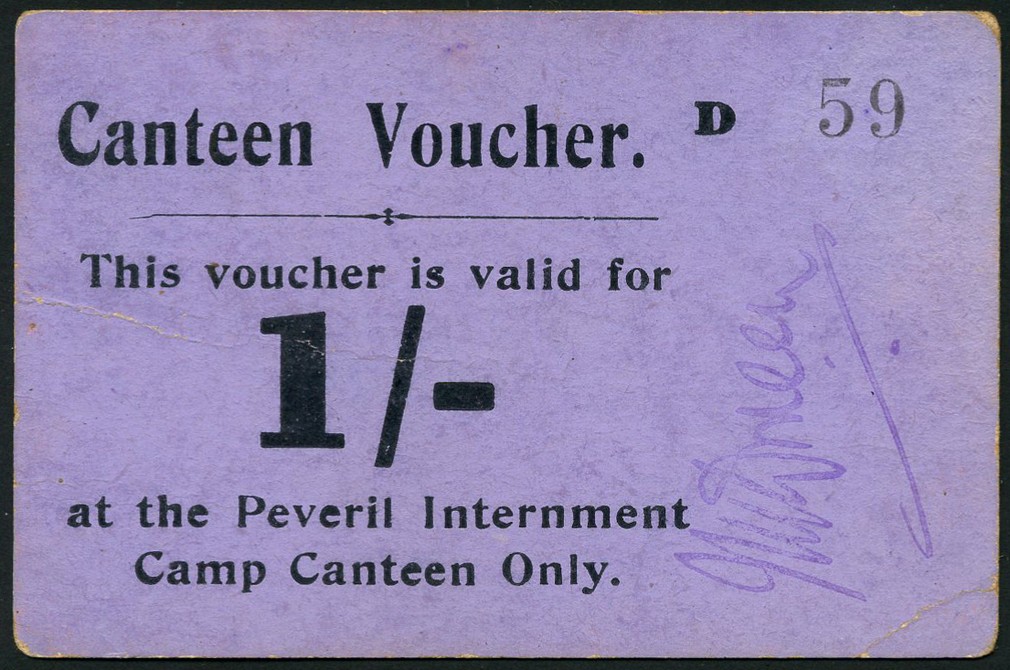 Canteen Voucher. D 59
This voucher is valid for
1/-
at the Peveril Internment
Camp Canteen Only.